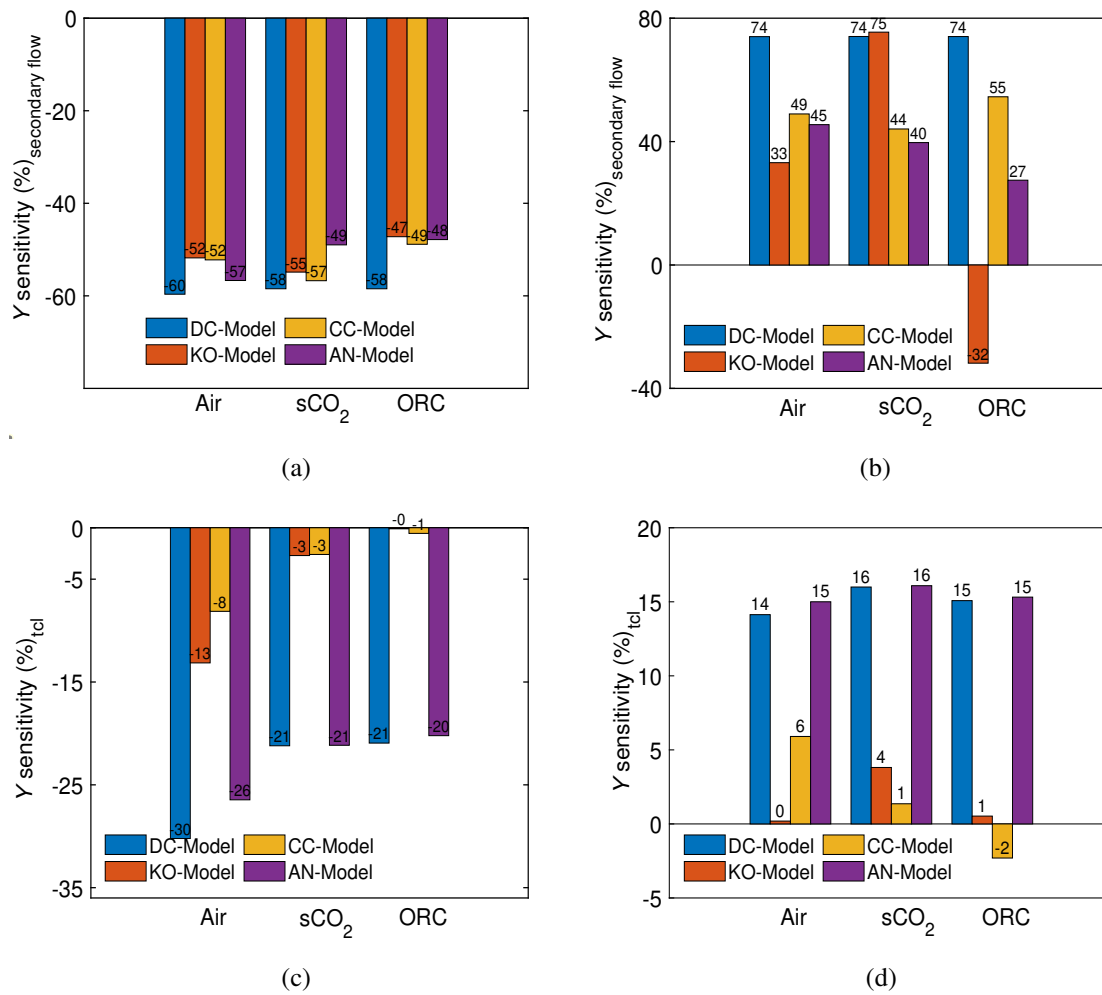 0
-20
-40
-60
Y sensitivity (%)secondary flow
-60 -52 -52 -57 -58 -55 -57 -49 -58 -47 -49 -48
DC-Model CC-Model
KO-Model AN-Model
Air sCO2 ORC
(a)
80
40
0
-40
Y sensitivity (%)secondary flow
74 33 49 45 74 75 44 40 74 -32 55 27
DC-Model CC-Model
KO-Model AN-Model
Air sCO2 ORC
(b)
0
-5
-15
-25
-35
Y sensitivity (%)tcl
-30 -13 -8 -26 -21 -3 -3 -21 -21 -0 -1 -20
DC-Model CC-Model
KO-Model AN-Model
Air sCO2 ORC
(c)
20
15
10
5
0
-5
Y sensitivity (%)tcl
14 0 6 15 16 4 1 16 15 1 -2 15
DC-Model CC-Model
KO-Model AN-Model
Air sCO2 ORC
(d)